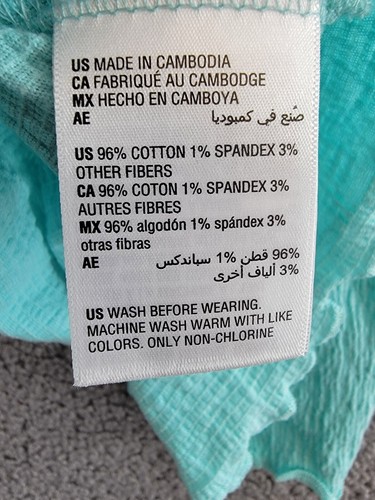 US MADE IN CAMBODIA
CA FABRIQUÉ AU CAMBODGE
MX HECHO EN CAMBOYA
AE صُنع في كمبوديا
US 96% COTTON 1% SPANDEX 3%
OTHER FIBERS
CA 96% COTON 1% SPANDEX 3%
AUTRES FIBRES
MX 96% algodón 1% spándex 3%
otras fibras
AE 96% قطن 1% سباندكس
3% ألياف أخرى
US WASH BEFORE WEARING.
MACHINE WASH WARM WITH LIKE
COLORS. ONLY NON-CHLORINE